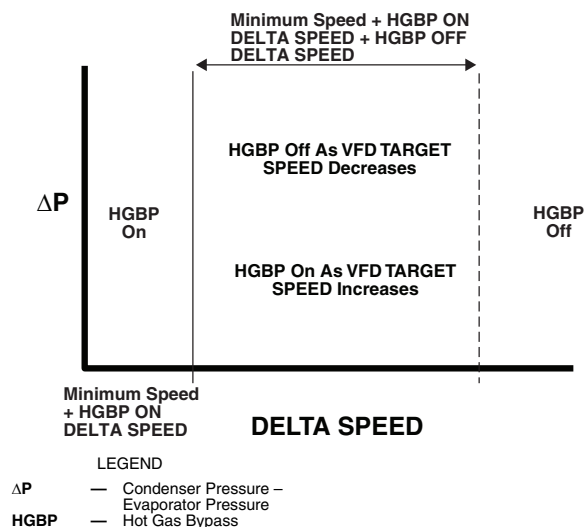 Minimum Speed + HGBP ON
DELTA SPEED + HGBP OFF
DELTA SPEED
HGBP Off As VFD TARGET
SPEED Decreases
ΔP
HGBP
On
HGBP
Off
HGBP On As VFD TARGET
SPEED Increases
Minimum Speed
+ HGBP ON
DELTA SPEED
DELTA SPEED
LEGEND
ΔP — Condenser Pressure –
Evaporator Pressure
HGBP — Hot Gas Bypass